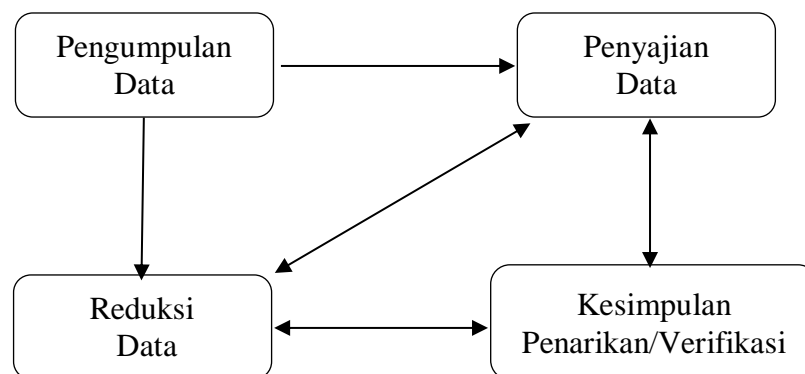 Pengumpulan
Data
Penyajian
Data
Reduksi
Data
Kesimpulan
Penarikan/Verifikasi